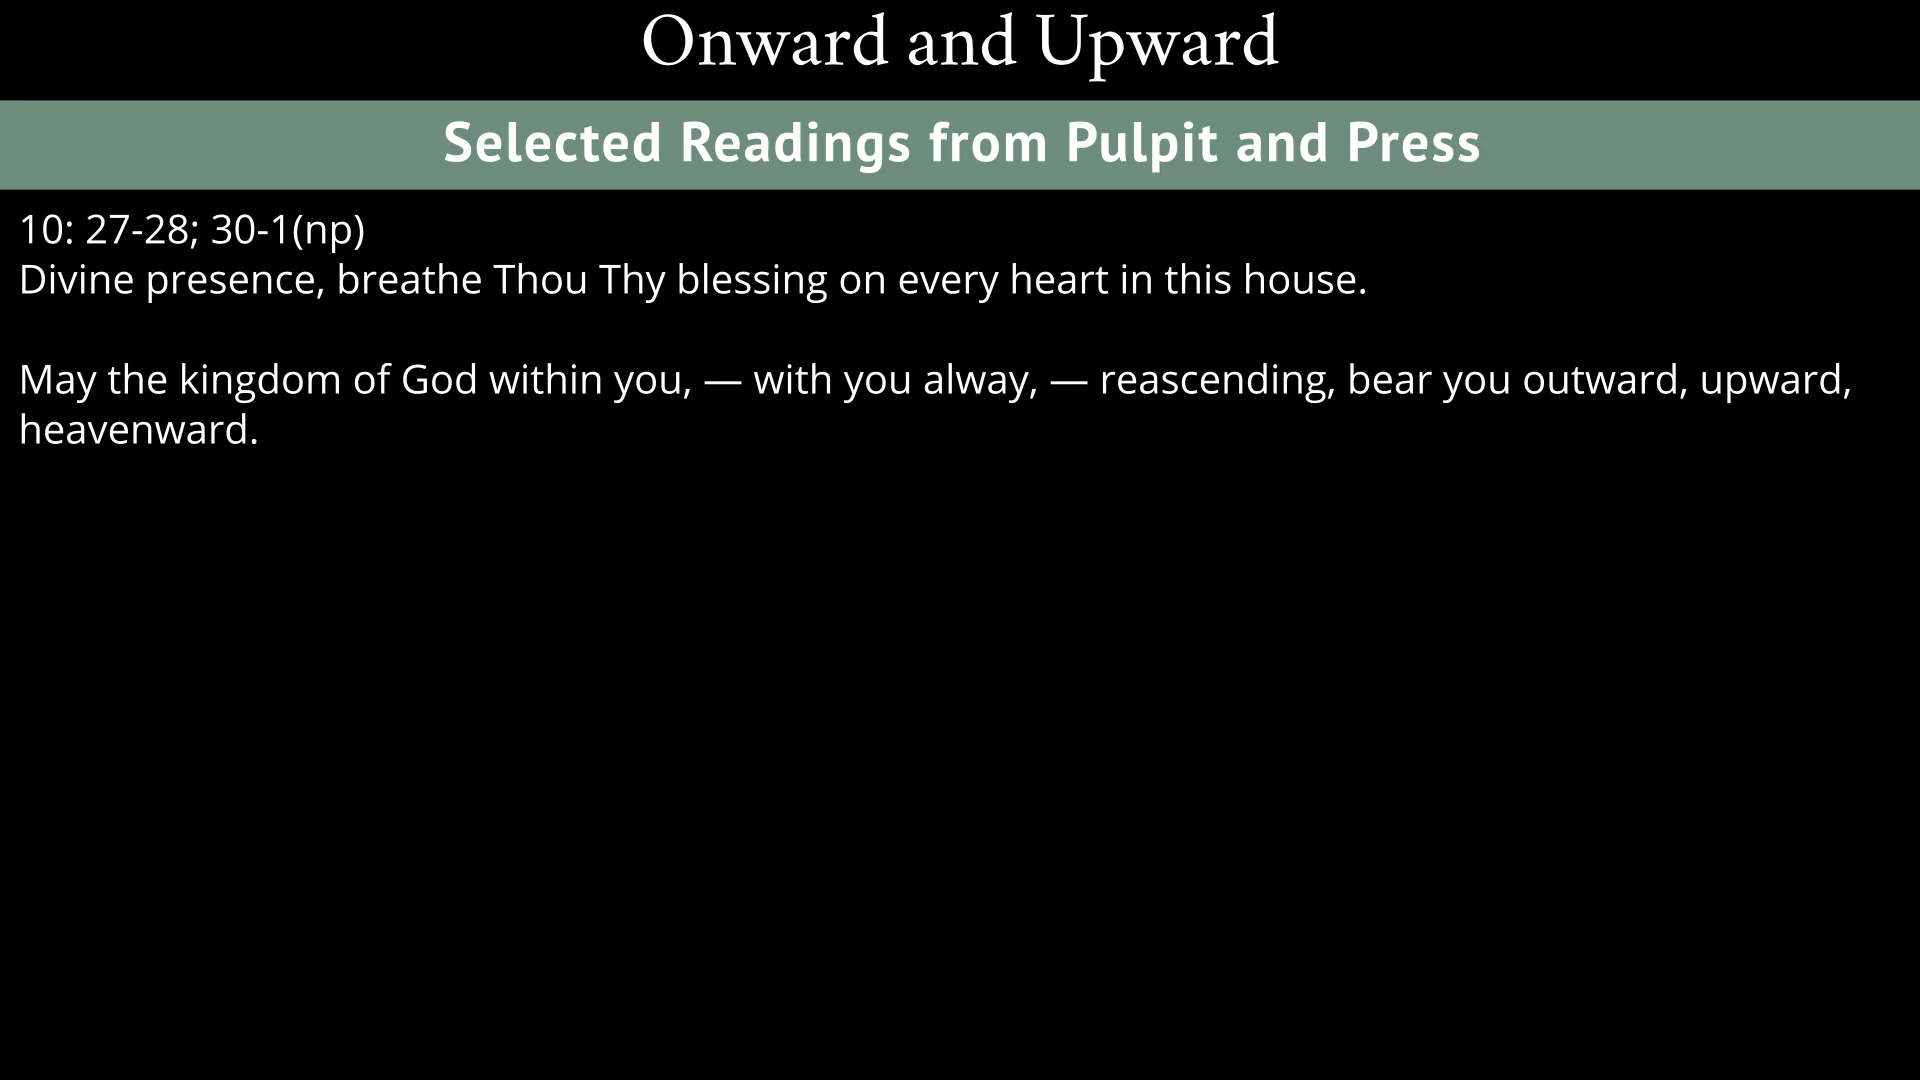 Onward and Upward
Selected Readings from Pulpit and Press
10: 27-28; 30-1(np)
Divine presence, breathe Thou Thy blessing on every heart in this house.
May the kingdom of God within you, — with you alway, — reascending, bear you outward, upward,
heavenward.